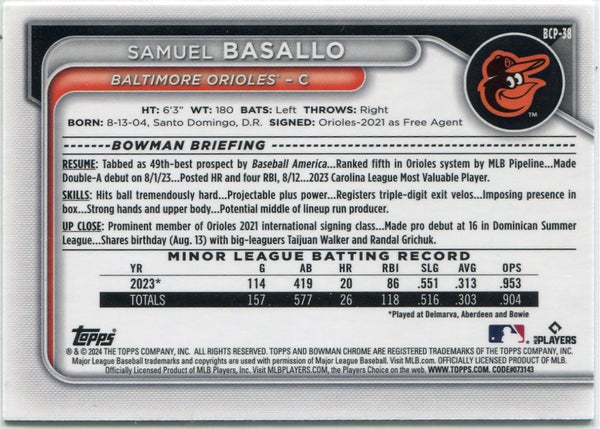 BCP-38
SAMUEL BASALLO
BALTIMORE ORIOLES® - C
HT: 6'3" WT: 180 BATS: Left THROWS: Right
BORN: 8-13-04, Santo Domingo, D.R. SIGNED: Orioles-2021 as Free Agent
BOWMAN BRIEFING
RESUME: Tabbed as 49th-best prospect by Baseball America...Ranked fifth in Orioles system by MLB Pipeline...Made
Double-A debut on 8/1/23...Posted HR and four RBI, 8/12...2023 Carolina League Most Valuable Player.
SKILLS: Hits ball tremendously hard...Projectable plus power...Registers triple-digit exit velos...Imposing presence in
box...Strong hands and upper body...Potential middle of lineup run producer.
UP CLOSE: Prominent member of Orioles 2021 international signing class...Made pro debut at 16 in Dominican Summer
League...Shares birthday (Aug. 13) with big-leaguers Taijuan Walker and Randal Grichuk.
MINOR LEAGUE BATTING RECORD
YR G AB HR RBI SLG AVG OPS
2023* 114 419 20 86 .551 .313 .953
TOTALS 157 577 26 118 .516 .303 .904
*Played at Delmarva, Aberdeen and Bowie
Topps
MLB PLAYERS
® & © 2024 THE TOPPS COMPANY, INC. ALL RIGHTS RESERVED. TOPPS AND BOWMAN CHROME ARE REGISTERED TRADEMARKS OF THE TOPPS COMPANY, INC.
Major League Baseball trademarks and copyrights are used with permission of Major League Baseball. Visit MLB.com. OFFICIALLY LICENSED PRODUCT OF MLB.
Officially Licensed Product of MLB Players, Inc. Visit MLBPLAYERS.COM, the Players Choice on the web. WWW.TOPPS.COM. CODE#073143